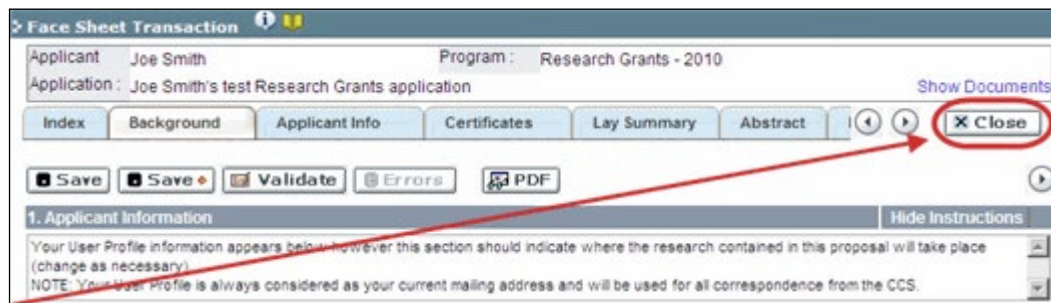 Face Sheet Transaction
Applicant Joe Smith Program : Research Grants - 2010
Application : Joe Smith's test Research Grants application Show Documents
Index Background Applicant Info Certificates Lay Summary Abstract Close
Save Save Validate Errors PDF
1. Applicant Information Hide Instructions
Your User Profile information appears below however this section should indicate where the research contained in this proposal will take place
(change as necessary)
NOTE: Your User Profile is always considered as your current mailing address and will be used for all correspondence from the CCS.